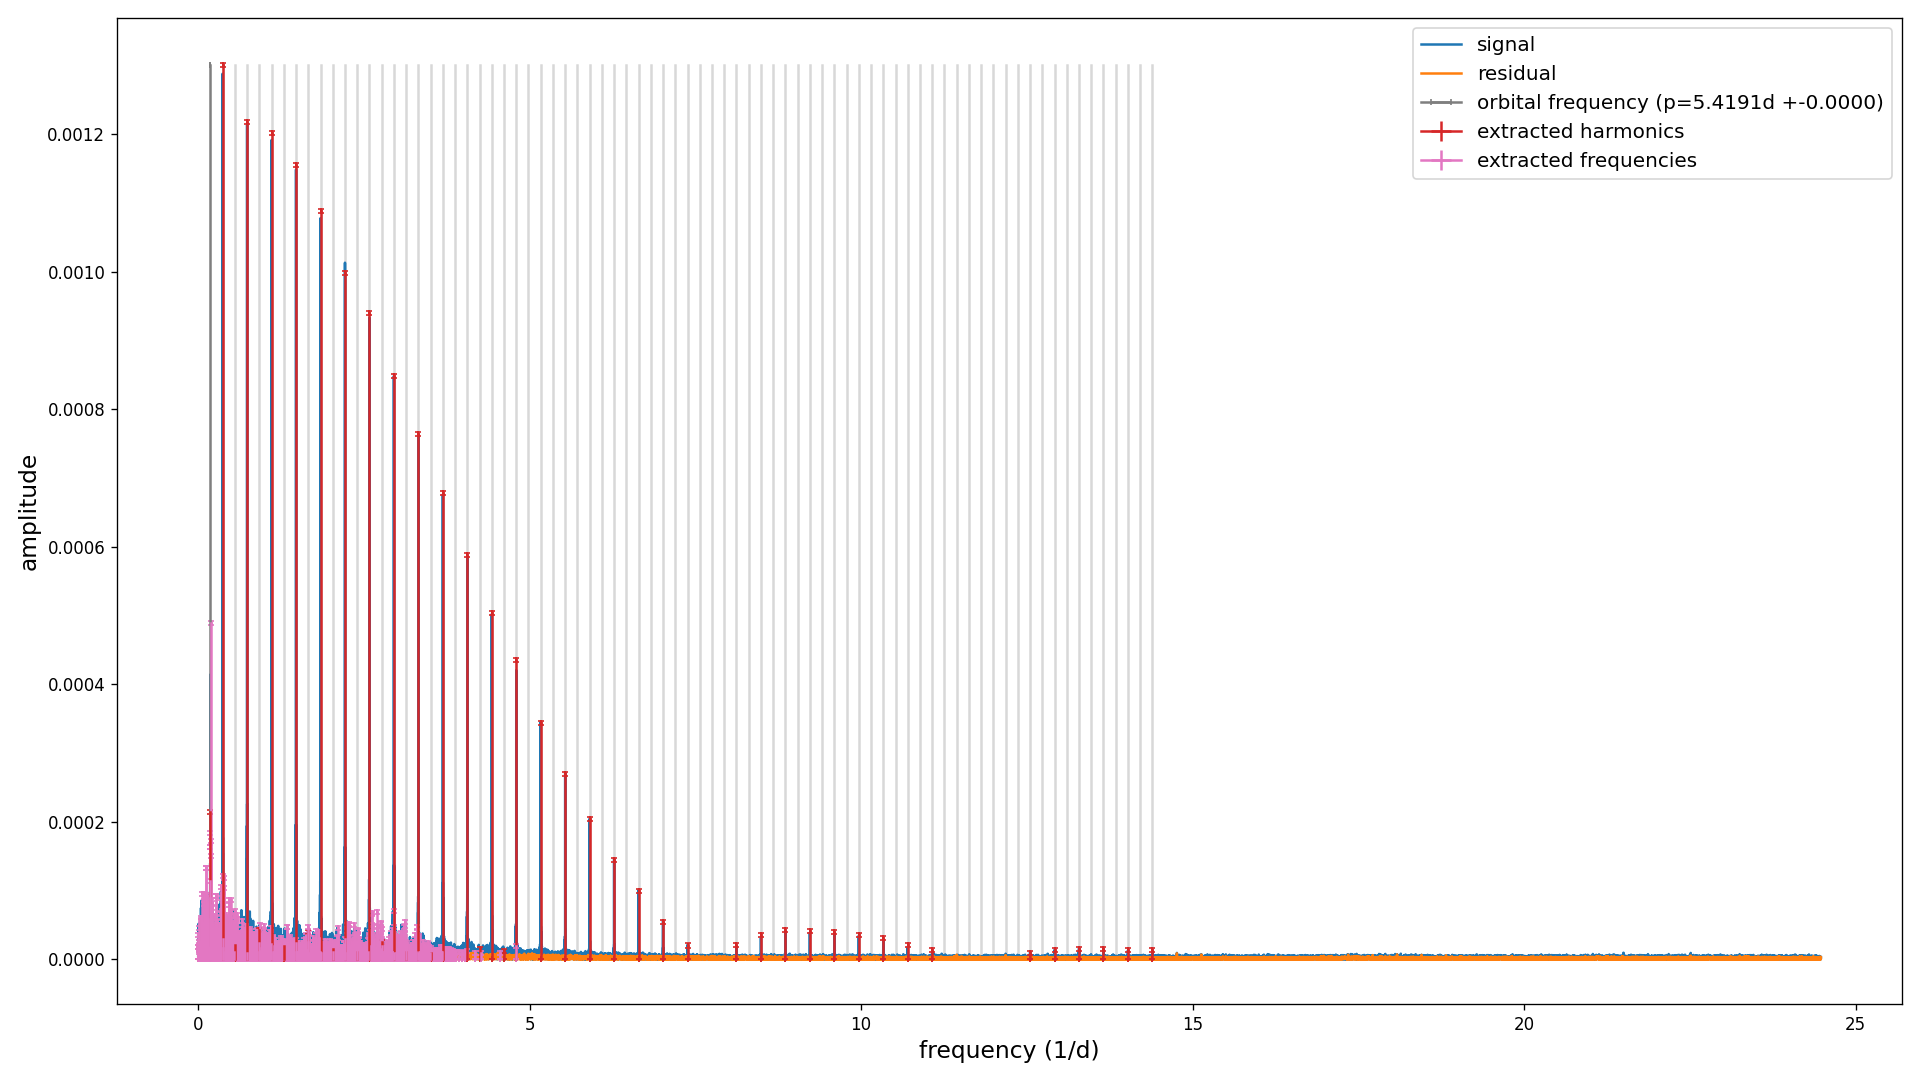 signal
residual
orbital frequency (p=5.4191d +-0.0000)
extracted harmonics
extracted frequencies
0.0012
0.0010
0.0008
0.0006
0.0004
0.0002
0.0000
amplitude
0 5 10 15 20 25
frequency (1/d)